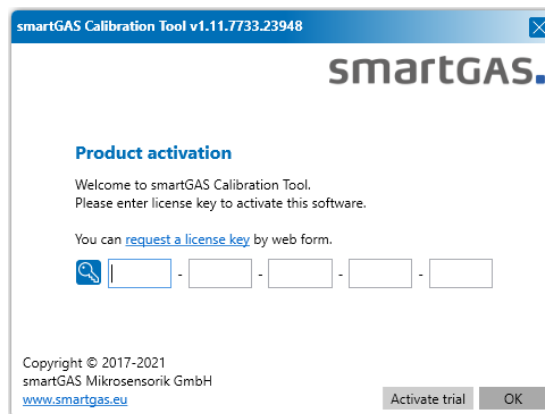 smartGAS Calibration Tool v1.11.7733.23948
smartGAS.
Product activation
Welcome to smartGAS Calibration Tool.
Please enter license key to activate this software.
You can request a license key by web form.
- - - -
Copyright © 2017-2021
smartGAS Mikrosensorik GmbH
www.smartgas.eu
Activate trial OK